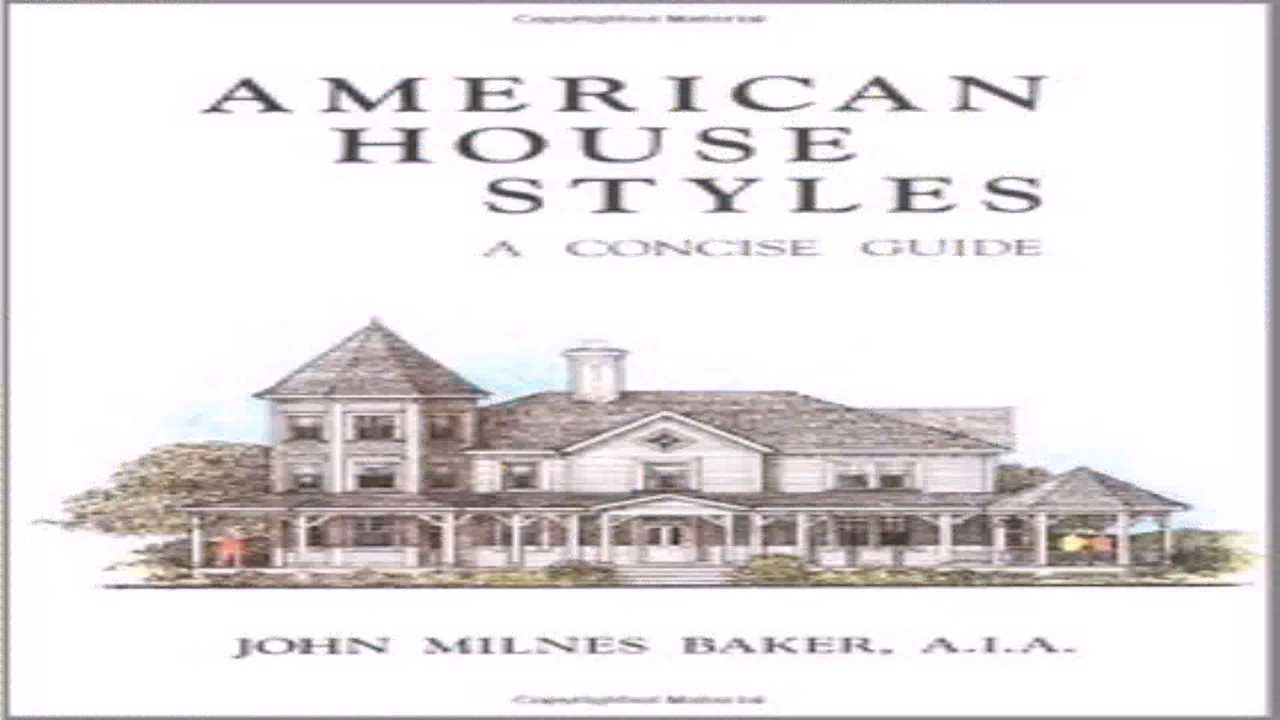 Copyrighted Material
AMERICAN
HOUSE
STYLES
A CONCISE GUIDE
JOHN MILNES BAKER, A.I.A.
Copyrighted Material